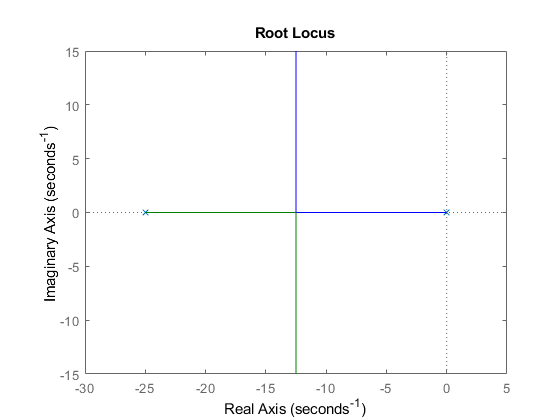 Root Locus
Imaginary Axis (seconds⁻¹)
15
10
5
0
-5
-10
-15
-30 -25 -20 -15 -10 -5 0 5
Real Axis (seconds⁻¹)